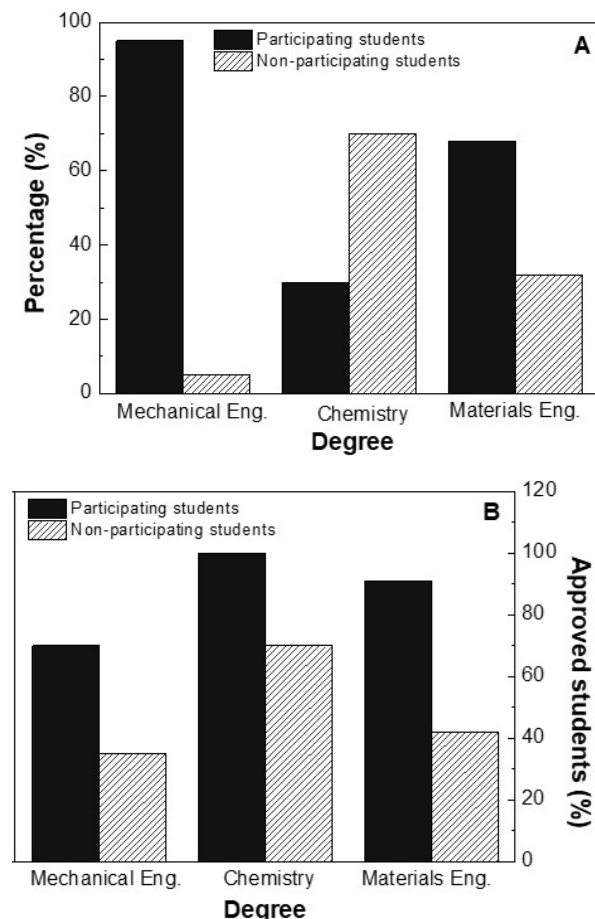 100
80
60
40
20
0
Percentage (%)
Participating students
Non-participating students
A
Mechanical Eng.
Chemistry
Materials Eng.
Degree
Participating students
Non-participating students
B
120
100
80
60
40
20
0
Approved students (%)
Mechanical Eng.
Chemistry
Materials Eng.
Degree